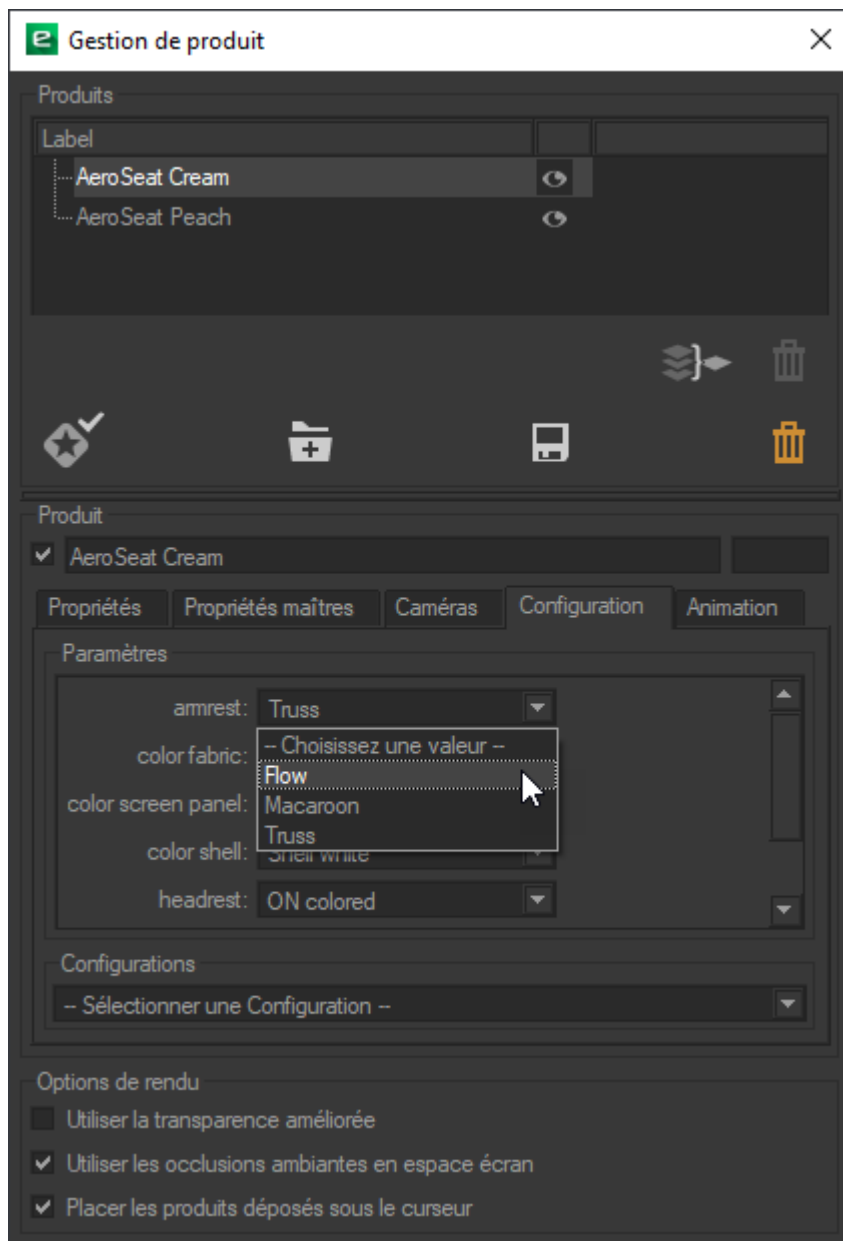 Gestion de produit
Produits
Label
AeroSeat Cream
AeroSeat Peach
Produit
AeroSeat Cream
Propriétés Propriétés maîtres Caméras Configuration Animation
Paramètres
armrest: Truss
-- Choisissez une valeur --
color fabric:
Flow
color screen panel: Macaroon
Truss
color shell: Shell white
headrest: ON colored
Configurations
-- Sélectionner une Configuration --
Options de rendu
Utiliser la transparence améliorée
Utiliser les occlusions ambiantes en espace écran
Placer les produits déposés sous le curseur